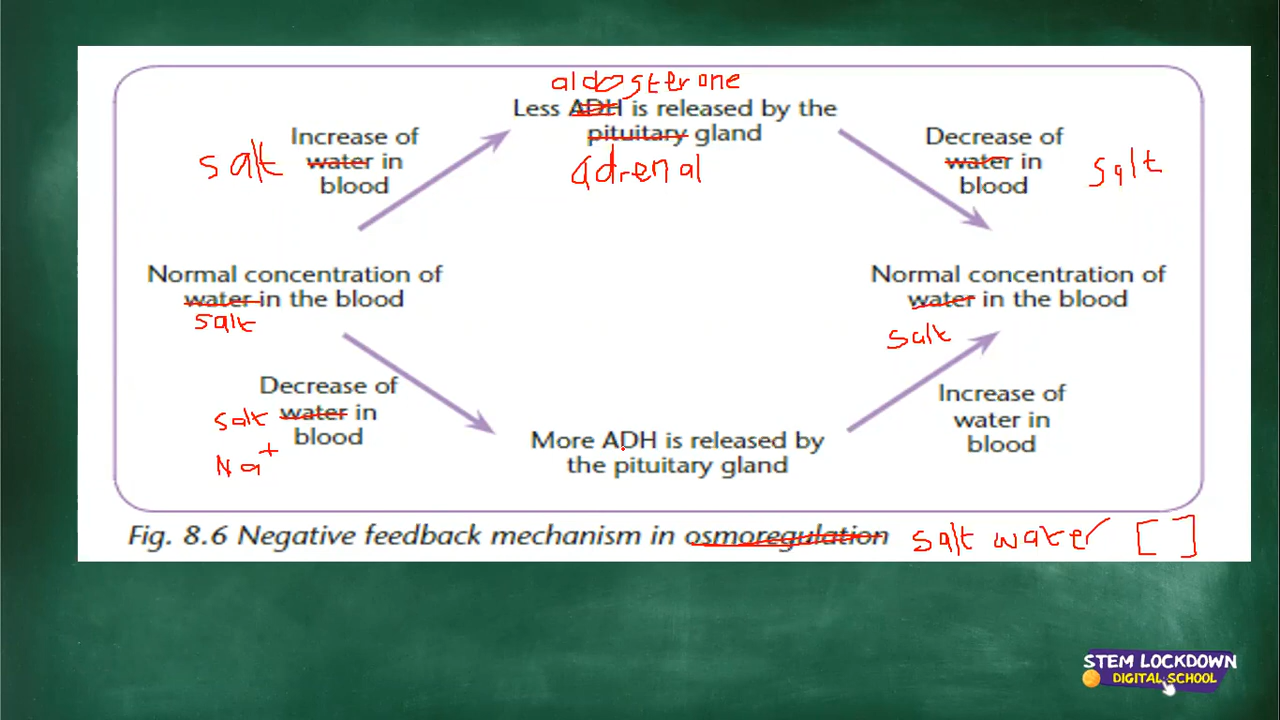 aldosterone
Less ADH is released by the
pituitary gland
adrenal
Increase of
salt water in
blood
Decrease of
water in salt
blood
Normal concentration of
water in the blood
salt
Normal concentration of
water in the blood
salt
Decrease of
salt water in
blood
Na+
More ADH is released by
the pituitary gland
Increase of
water in
blood
Fig. 8.6 Negative feedback mechanism in osmoregulation salt water [ ]
STEM LOCKDOWN
DIGITAL SCHOOL